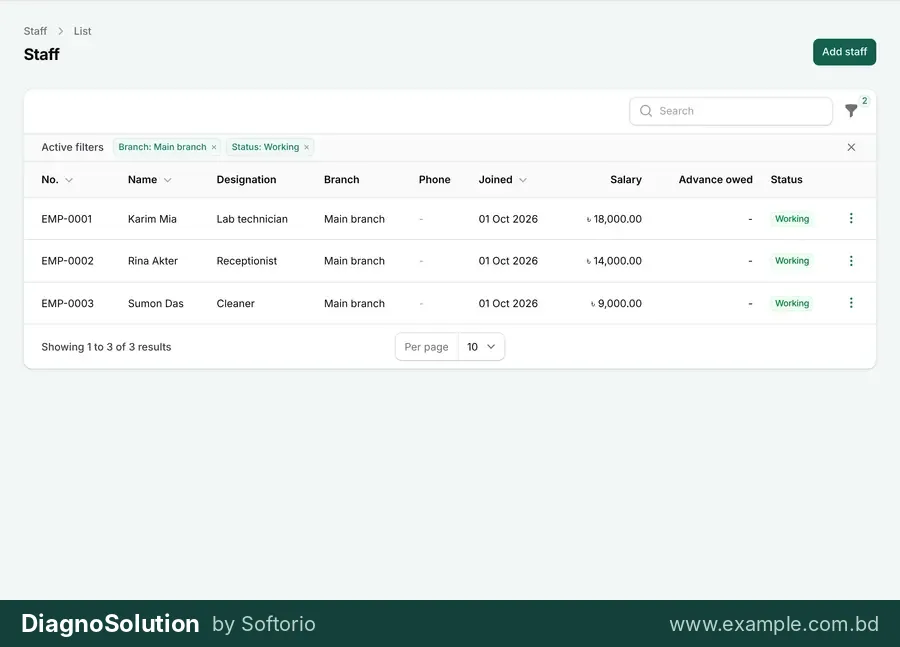 Staff > List
Staff
Add staff
Search
2
Active filters Branch: Main branch × Status: Working ×
No. Name Designation Branch Phone Joined Salary Advance owed Status
EMP-0001 Karim Mia Lab technician Main branch - 01 Oct 2026 ৳ 18,000.00 - Working
EMP-0002 Rina Akter Receptionist Main branch - 01 Oct 2026 ৳ 14,000.00 - Working
EMP-0003 Sumon Das Cleaner Main branch - 01 Oct 2026 ৳ 9,000.00 - Working
Showing 1 to 3 of 3 results Per page 10
DiagnoSolution by Softorio www.example.com.bd